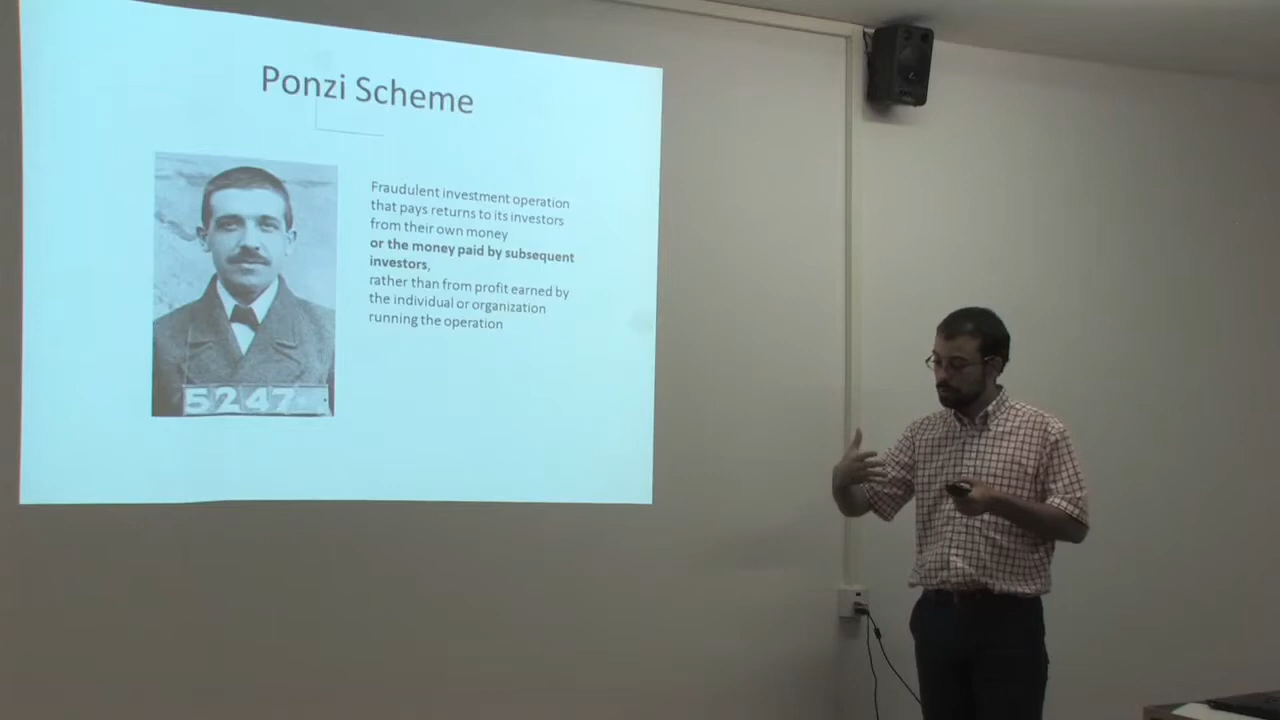 Ponzi Scheme
Fraudulent investment operation
that pays returns to its investors
from their own money
or the money paid by subsequent
investors,
rather than from profit earned by
the individual or organization
running the operation
5247